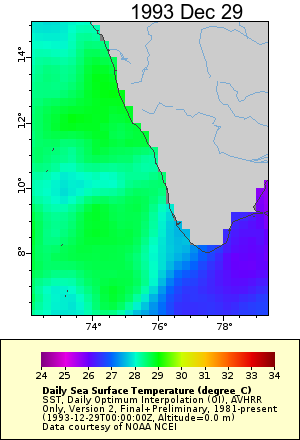 1993 Dec 29
14°
12°
10°
8°
74°
76°
78°
24 25 26 27 28 29 30 31 32 33 34
Daily Sea Surface Temperature (degree_C)
SST, Daily Optimum Interpolation (OI), AVHRR
Only, Version 2, Final+Preliminary, 1981-present
(1993-12-29T00:00:00Z, Altitude=0.0 m)
Data courtesy of NOAA NCEI